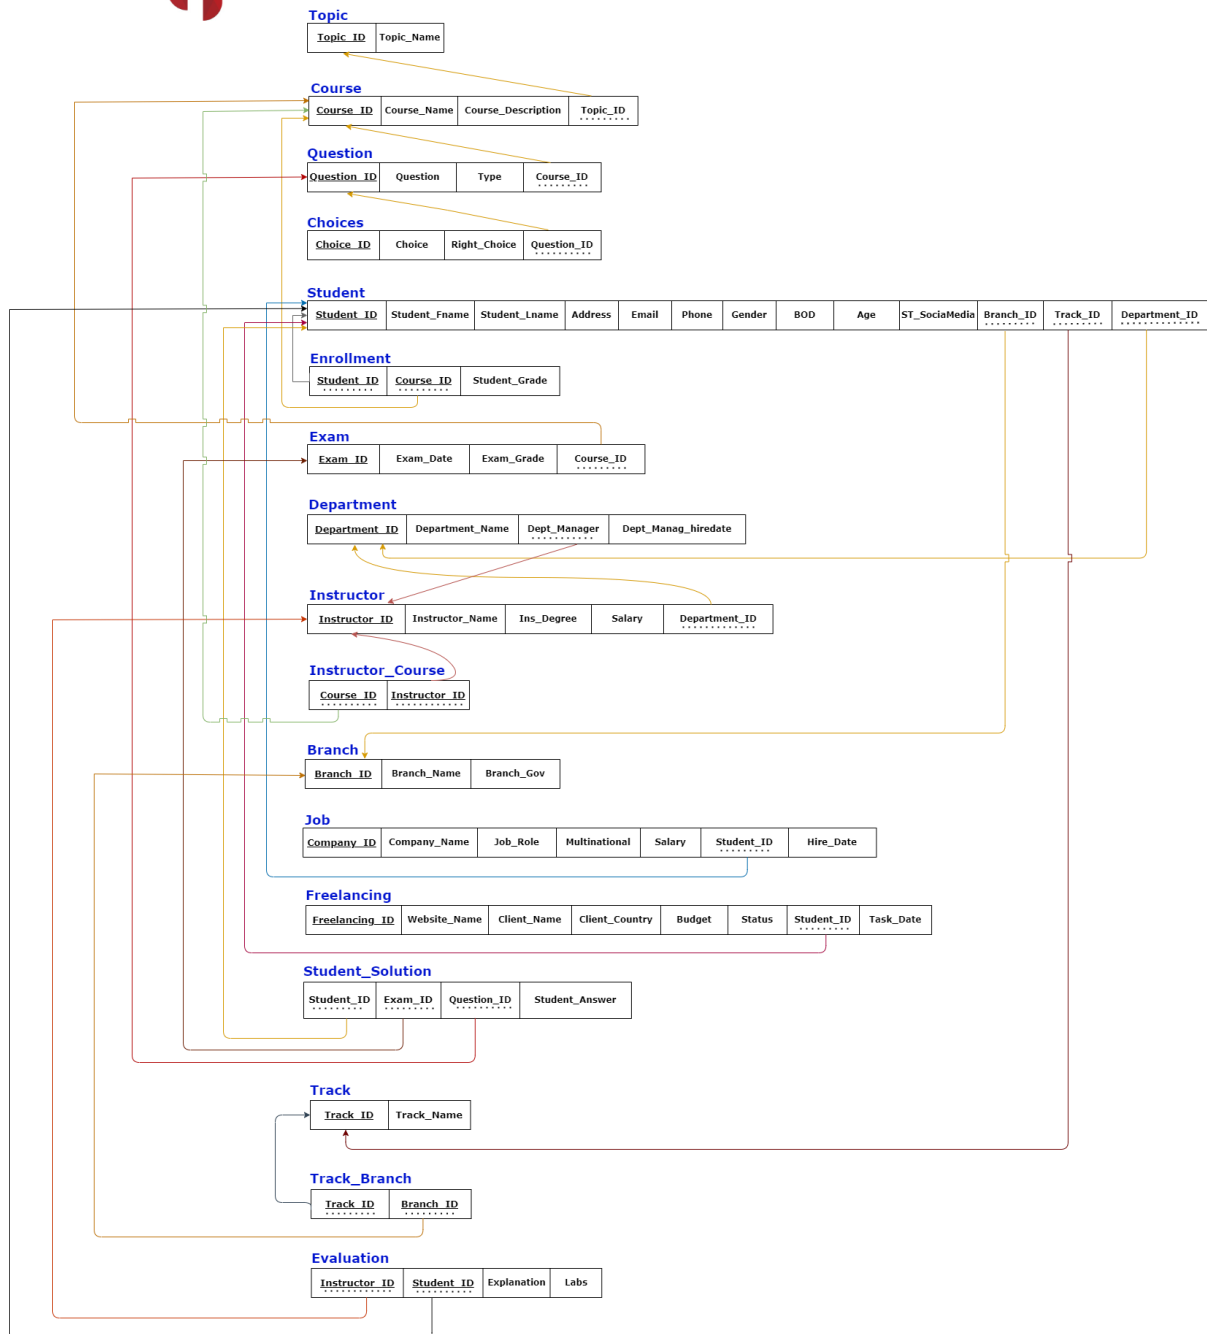 Topic
Topic_ID Topic_Name
Course
Course_ID Course_Name Course_Description Topic_ID
Question
Question_ID Question Type Course_ID
Choices
Choice_ID Choice Right_Choice Question_ID
Student
Student_ID Student_Fname Student_Lname Address Email Phone Gender BOD Age ST_SociaMedia Branch_ID Track_ID Department_ID
Enrollment
Student_ID Course_ID Student_Grade
Exam
Exam_ID Exam_Date Exam_Grade Course_ID
Department
Department_ID Department_Name Dept_Manager Dept_Manag_hiredate
Instructor
Instructor_ID Instructor_Name Ins_Degree Salary Department_ID
Instructor_Course
Course_ID Instructor_ID
Branch
Branch_ID Branch_Name Branch_Gov
Job
Company_ID Company_Name Job_Role Multinational Salary Student_ID Hire_Date
Freelancing
Freelancing_ID Website_Name Client_Name Client_Country Budget Status Student_ID Task_Date
Student_Solution
Student_ID Exam_ID Question_ID Student_Answer
Track
Track_ID Track_Name
Track_Branch
Track_ID Branch_ID
Evaluation
Instructor_ID Student_ID Explanation Labs